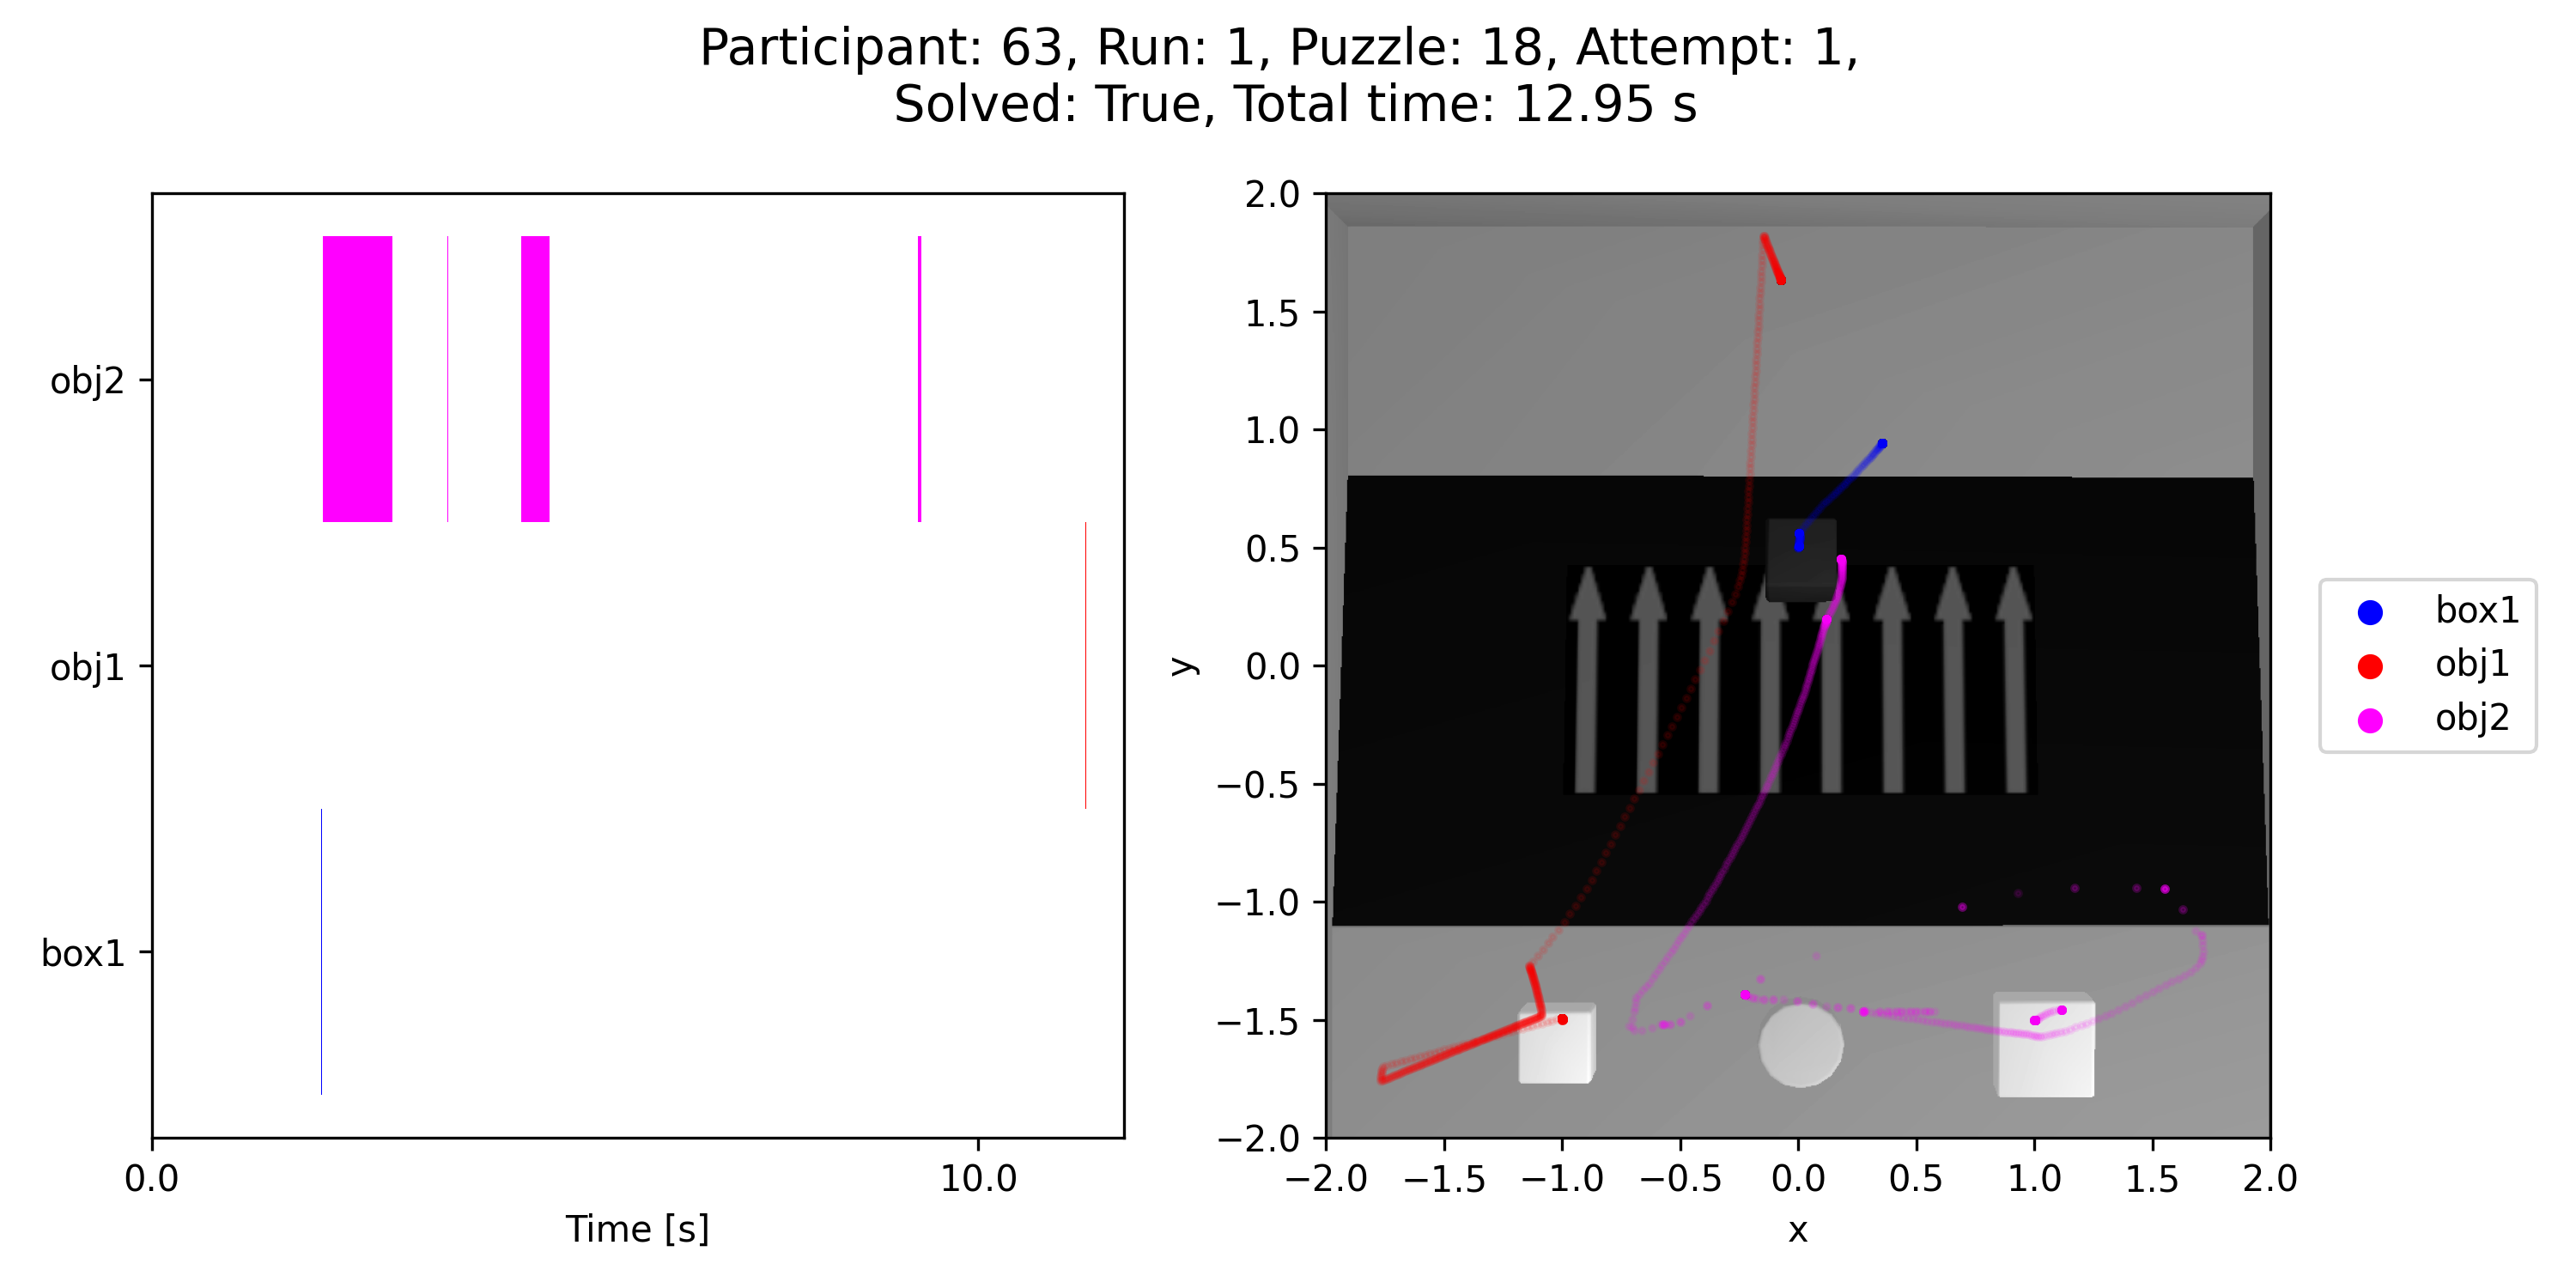 Participant: 63, Run: 1, Puzzle: 18, Attempt: 1,
Solved: True, Total time: 12.95 s
obj2
obj1
box1
0.0
10.0
Time [s]
2.0
1.5
1.0
0.5
0.0
−0.5
−1.0
−1.5
−2.0
y
−2.0 −1.5 −1.0 −0.5 0.0 0.5 1.0 1.5 2.0
x
box1
obj1
obj2